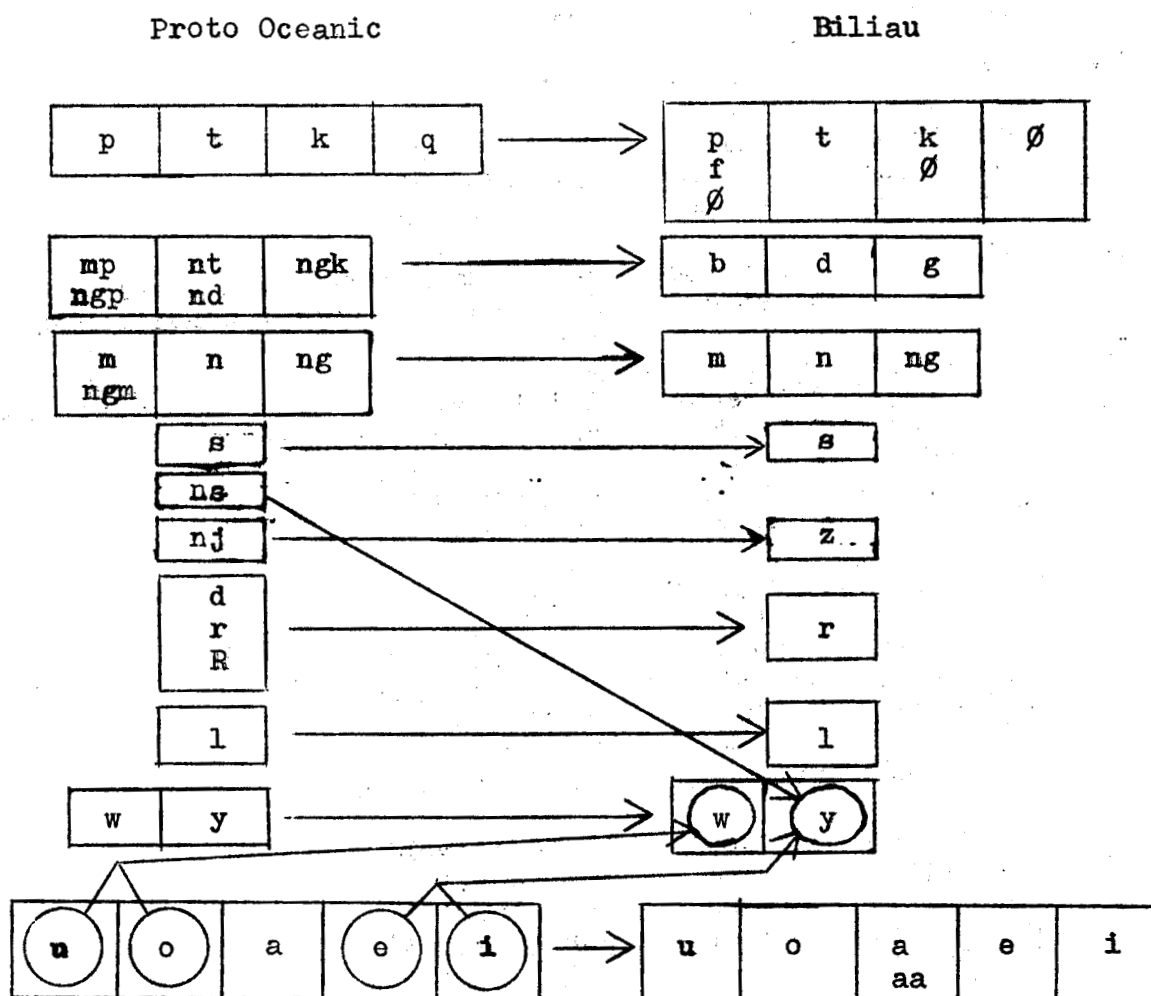 Proto Oceanic Biliau
p t k q p t k Ø
f Ø
Ø
mp nt ngk b d g
ngp nd
m n ng m n ng
ngm
s s
ns
nj z
d
r r
R
l l
w y w y
u o a e i u o a e i
aa